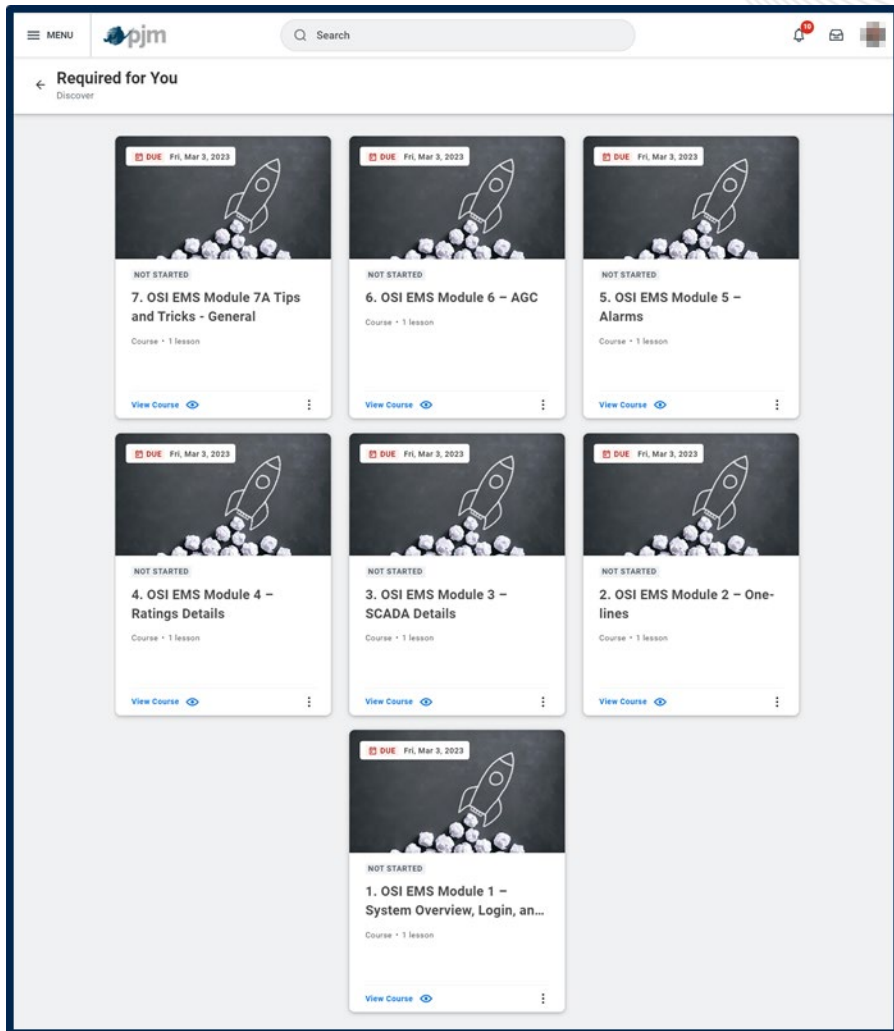 MENU
pjm
Search
19
Required for You
Discover
DUE Fri, Mar 3, 2023
NOT STARTED
7. OSI EMS Module 7A Tips
and Tricks - General
Course • 1 lesson
View Course
DUE Fri, Mar 3, 2023
NOT STARTED
6. OSI EMS Module 6 – AGC
Course • 1 lesson
View Course
DUE Fri, Mar 3, 2023
NOT STARTED
5. OSI EMS Module 5 –
Alarms
Course • 1 lesson
View Course
DUE Fri, Mar 3, 2023
NOT STARTED
4. OSI EMS Module 4 –
Ratings Details
Course • 1 lesson
View Course
DUE Fri, Mar 3, 2023
NOT STARTED
3. OSI EMS Module 3 –
SCADA Details
Course • 1 lesson
View Course
DUE Fri, Mar 3, 2023
NOT STARTED
2. OSI EMS Module 2 – One-
lines
Course • 1 lesson
View Course
DUE Fri, Mar 3, 2023
NOT STARTED
1. OSI EMS Module 1 –
System Overview, Login, an...
Course • 1 lesson
View Course